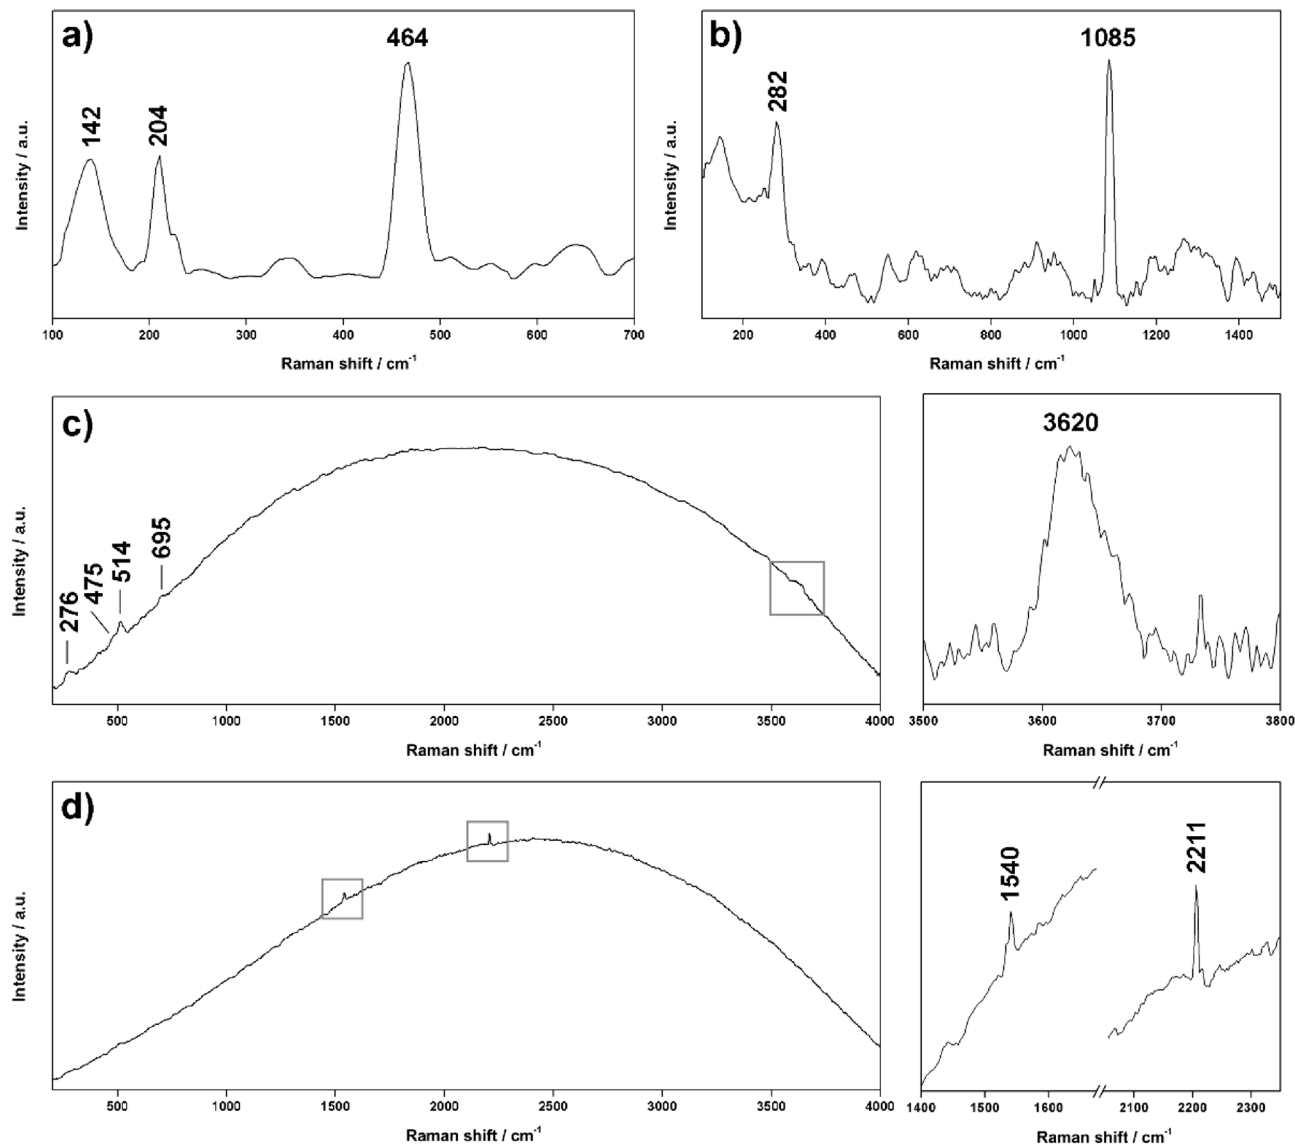 a)
464
142
204
Intensity / a.u.
100 200 300 400 500 600 700
Raman shift / cm-1
b)
1085
282
Intensity / a.u.
200 400 600 800 1000 1200 1400
Raman shift / cm-1
c)
276
475
514
695
Intensity / a.u.
500 1000 1500 2000 2500 3000 3500 4000
Raman shift / cm-1
3620
3500 3600 3700 3800
Raman shift / cm-1
d)
Intensity / a.u.
500 1000 1500 2000 2500 3000 3500 4000
Raman shift / cm-1
1540
2211
1400 1500 1600 2100 2200 2300
Raman shift / cm-1